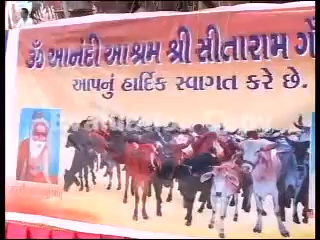 ૐ આનંદી આશ્રમ શ્રી સીતારામ ગૌ
આપનું હાર્દિક સ્વાગત કરે છે.